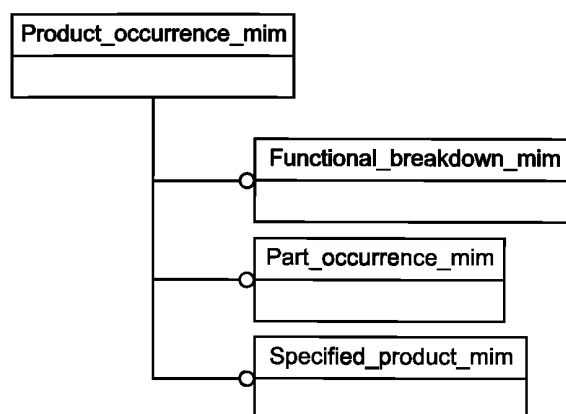 Product_occurrence_mim
Functional_breakdown_mim
Part_occurrence_mim
Specified_product_mim